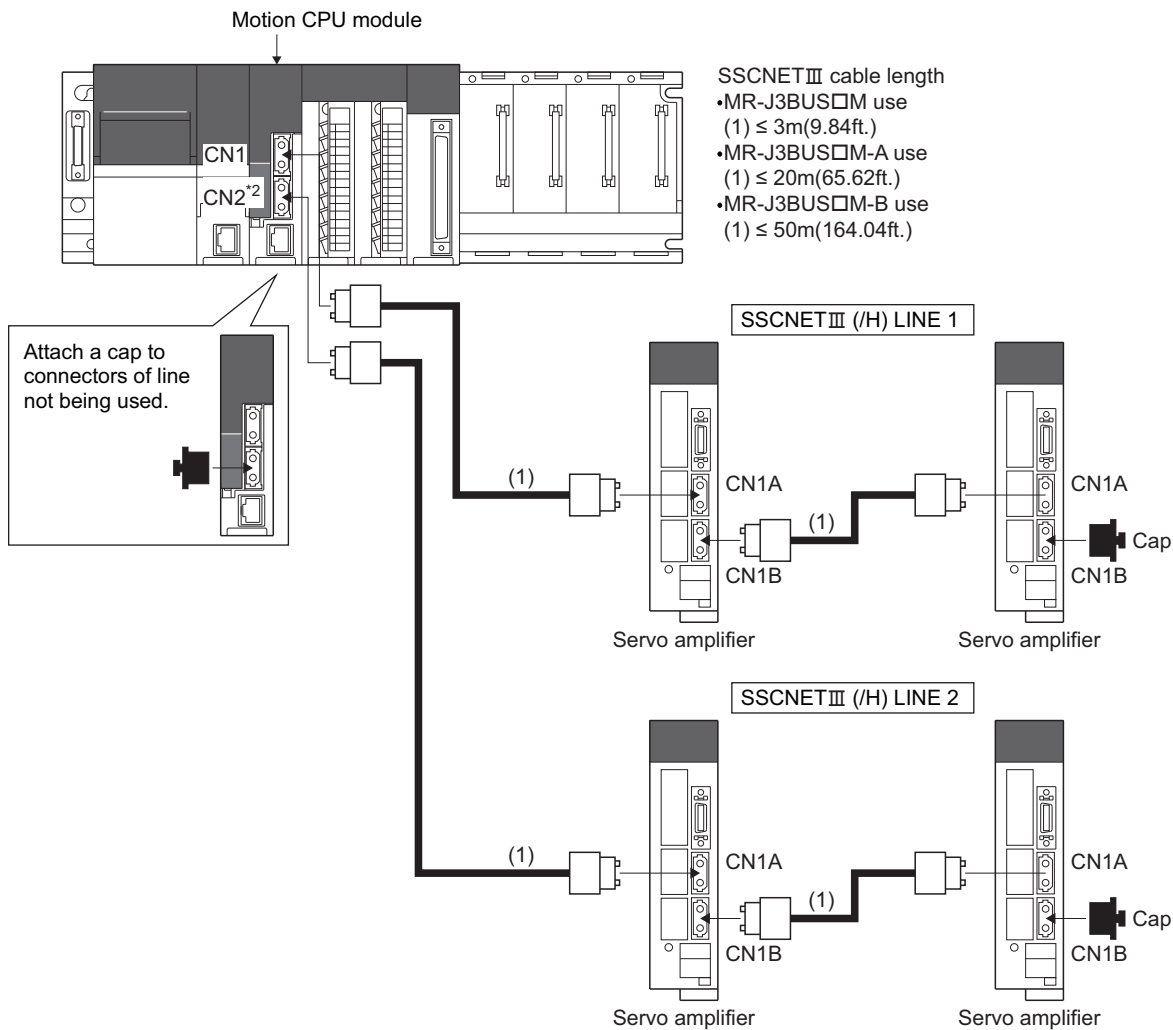 Motion CPU module
CN1
CN2*2
SSCNETⅢ cable length
•MR-J3BUS□M use
(1) ≤ 3m(9.84ft.)
•MR-J3BUS□M-A use
(1) ≤ 20m(65.62ft.)
•MR-J3BUS□M-B use
(1) ≤ 50m(164.04ft.)
Attach a cap to
connectors of line
not being used.
SSCNETⅢ (/H) LINE 1
(1)
CN1A
(1)
CN1A
CN1B
Cap
CN1B
Servo amplifier
Servo amplifier
SSCNETⅢ (/H) LINE 2
(1)
CN1A
(1)
CN1A
CN1B
Cap
CN1B
Servo amplifier
Servo amplifier